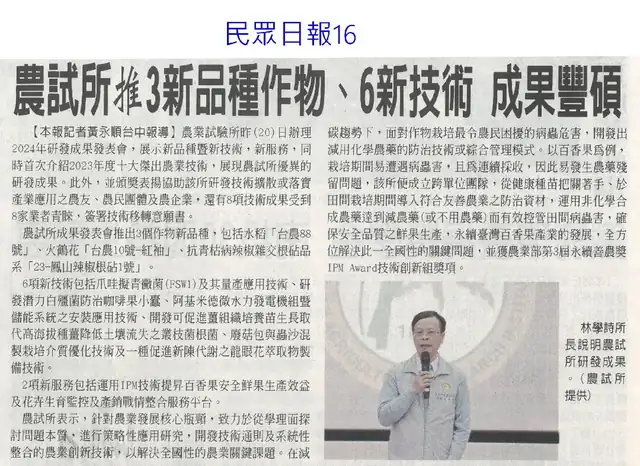 民眾日報16
農試所推3新品種作物、6新技術 成果豐碩
【本報記者黃永順台中報導】農業試驗所昨(20)日辦理
2024年研發成果發表會，展示新品種暨新技術，新服務，同
時首次介紹2023年度十大傑出農業技術，展現農試所優異的
研發成果。此外，並頒獎表揚協助該所研發技術擴散或落實
產業應用之農友、農民團體及農企業，還有8項技術成果受到
8家業者青睞，簽署技術移轉意願書。
農試所成果發表會推出3個作物新品種，包括水稻「台農88
號」、火鶴花「台農10號-紅袖」、抗青枯病辣椒雜交根砧品
系「23-鳳山辣椒根砧1號」。
6項新技術包括爪哇擬青黴菌(FSW1)及其量產應用技術、研
發潛力白殭菌防治咖啡果小蠹、阿基米德微水力發電機組暨
儲能系統之安裝應用技術、開發可促進薑組織培養苗生長取
代高海拔種薑降低土壤流失之叢枝菌根菌、廢菇包與蟲沙混
製栽培介質優化技術及一種促進新陳代謝之龍眼花萃取物製
備技術。
2項新服務包括運用IPM技術提昇百香果安全鮮果生產效益
及花卉生育監控及產銷戰情整合服務平台。
農試所表示，針對農業發展核心瓶頸，致力於從學理面探
討問題本質，進行策略性應用研究，開發技術通則及系統性
整合的農業創新技術，以解決全國性的農業關鍵課題。在減
碳趨勢下，面對作物栽培最令農民困擾的病蟲危害，開發出
減用化學農藥的防治技術或綜合管理模式。以百香果為例，
栽培期間易遭遇病蟲害，且為連續採收，因此易發生農藥殘
留問題，該所便成立跨單位團隊，從健康種苗把關著手、於
田間栽培期間導入符合友善農業之防治資材，運用非化學合
成農藥達到減農藥(或不用農藥)而有效控管田間病蟲害，確
保安全品質之鮮果生產，永續臺灣百香果產業的發展，全方
位解決此一全國性的關鍵問題，並獲農業部第3屆永續善農獎
IPM Award技術創新組獎項。
林學詩所
長說明農試
所研發成果
。(農試所
提供)